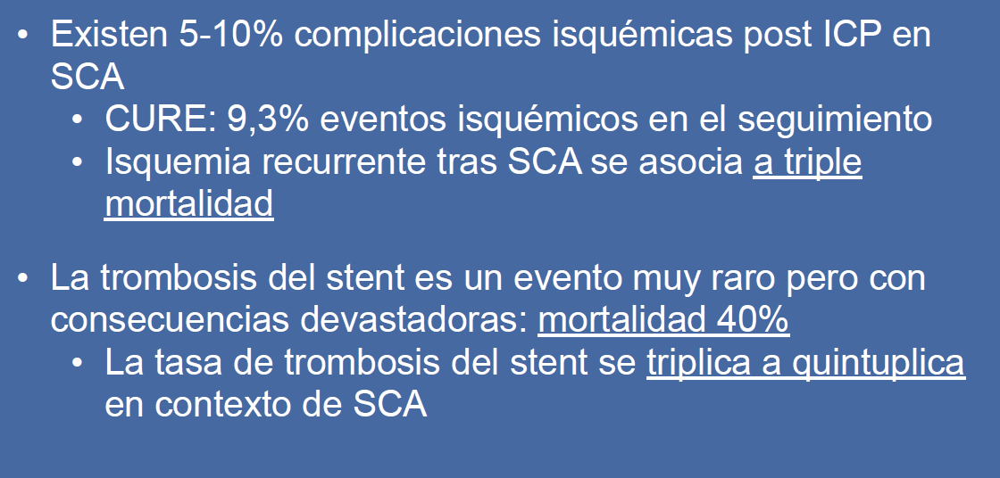 • Existen 5-10% complicaciones isquémicas post ICP en
SCA
• CURE: 9,3% eventos isquémicos en el seguimiento
• Isquemia recurrente tras SCA se asocia a triple
mortalidad
• La trombosis del stent es un evento muy raro pero con
consecuencias devastadoras: mortalidad 40%
• La tasa de trombosis del stent se triplica a quintuplica
en contexto de SCA